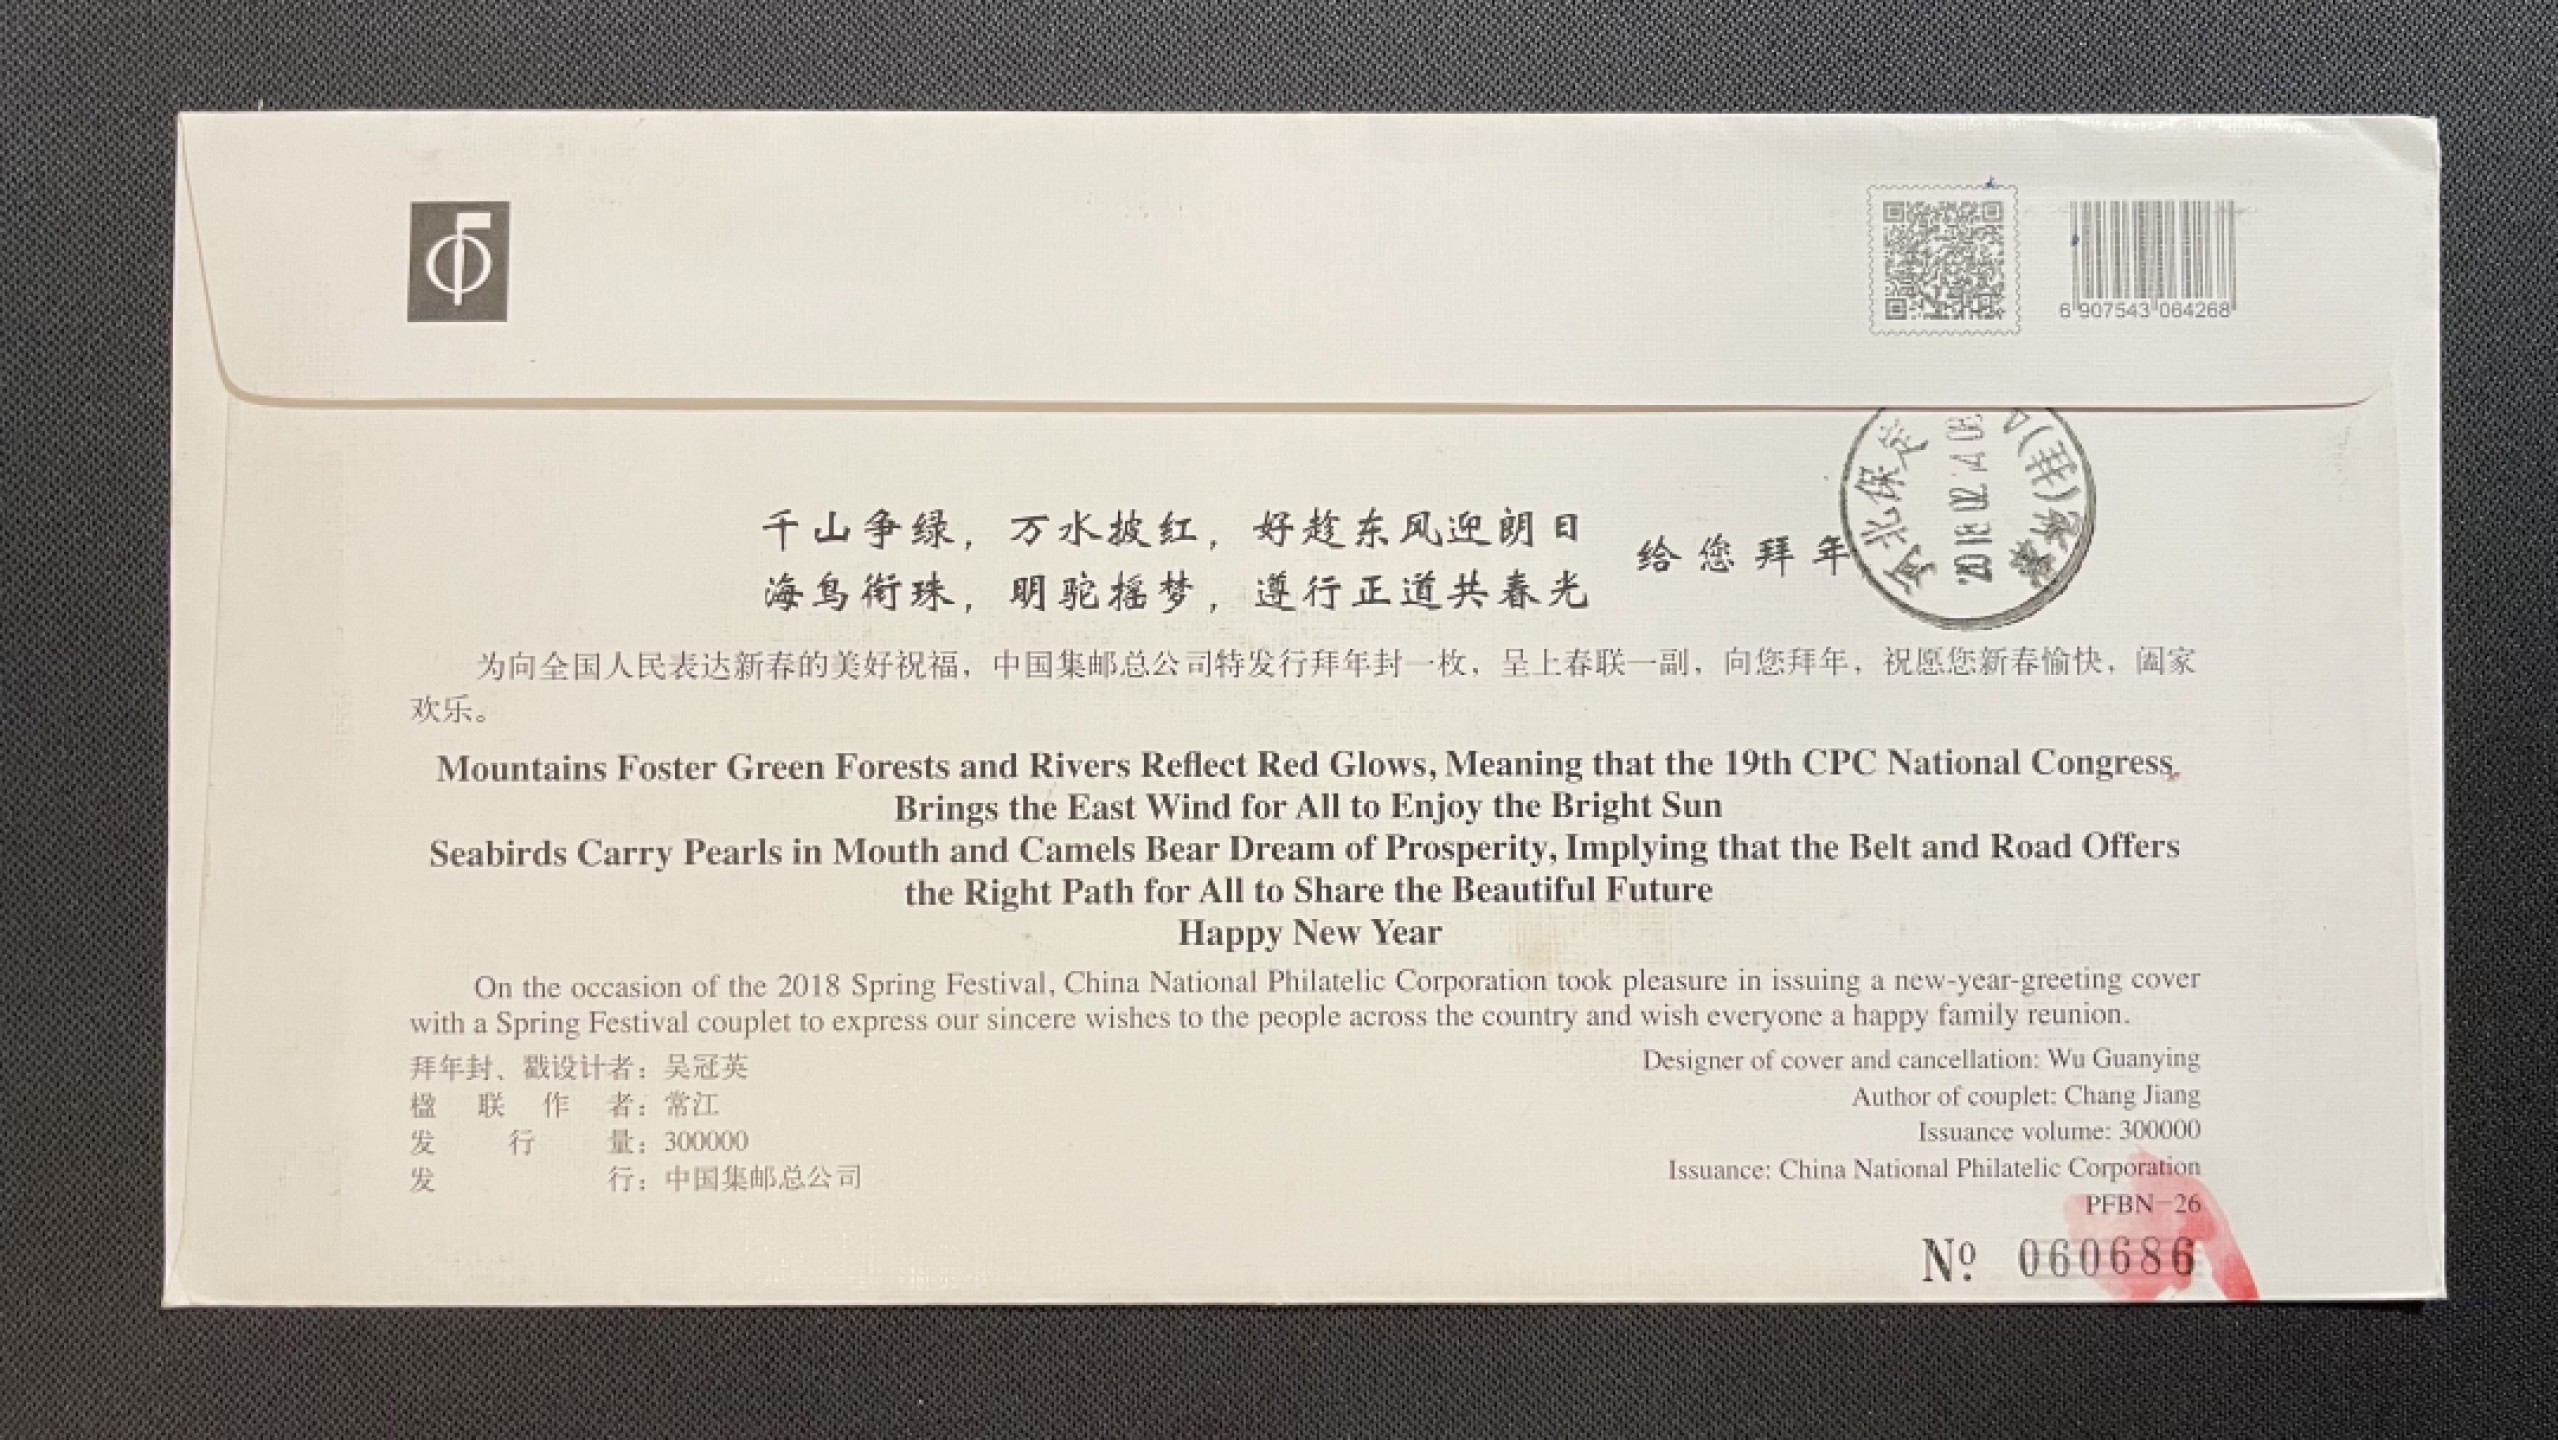 6 907543 064268
千山争绿，万水披红，好趁东风迎朗日
海鸟衔珠，明驼摇梦，遵行正道共春光
给您拜年
河北保定
为向全国人民表达新春的美好祝福，中国集邮总公司特发行拜年封一枚，呈上春联一副，向您拜年，祝愿您新春愉快，阖家
欢乐。
Mountains Foster Green Forests and Rivers Reflect Red Glows, Meaning that the 19th CPC National Congress
Brings the East Wind for All to Enjoy the Bright Sun
Seabirds Carry Pearls in Mouth and Camels Bear Dream of Prosperity, Implying that the Belt and Road Offers
the Right Path for All to Share the Beautiful Future
Happy New Year
On the occasion of the 2018 Spring Festival, China National Philatelic Corporation took pleasure in issuing a new-year-greeting cover
with a Spring Festival couplet to express our sincere wishes to the people across the country and wish everyone a happy family reunion.
拜年封、戳设计者：吴冠英
楹联作者：常江
发行量：300000
发行：中国集邮总公司
Designer of cover and cancellation: Wu Guanying
Author of couplet: Chang Jiang
Issuance volume: 300000
Issuance: China National Philatelic Corporation
PFBN-26
Nº 060686